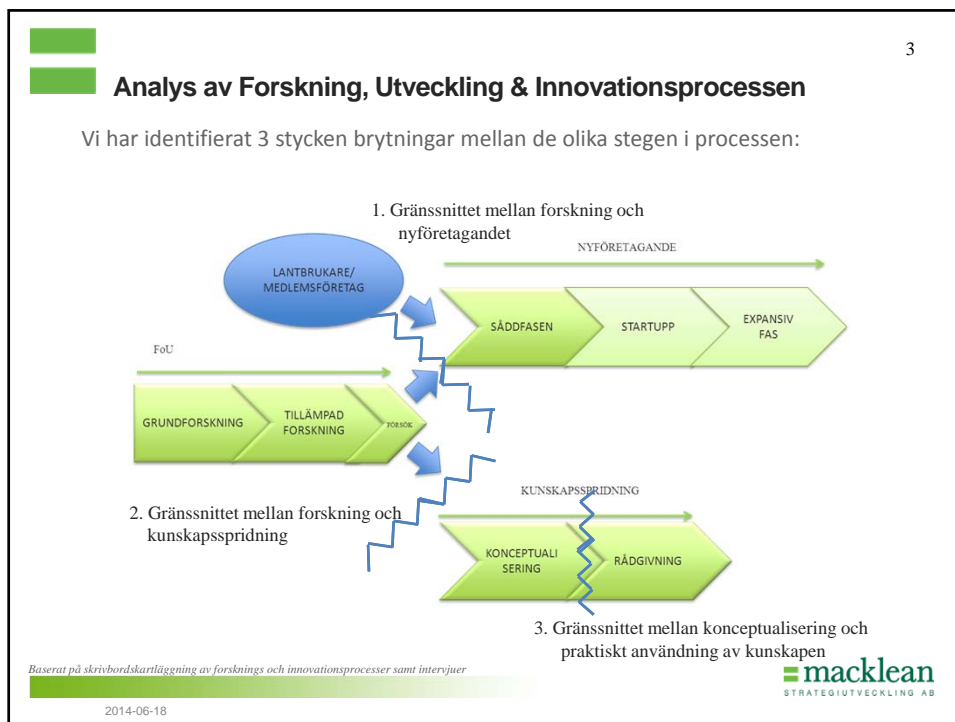 3
Analys av Forskning, Utveckling & Innovationsprocessen
Vi har identifierat 3 stycken brytningar mellan de olika stegen i processen:
1. Gränssnittet mellan forskning och
nyföretagandet
NYFÖRETAGANDE
LANTBRUKARE/
MEDLEMSFÖRETAG
SÅDDFASEN
STARTUPP
EXPANSIV
FAS
FoU
GRUNDFORSKNING
TILLÄMPAD
FORSKNING
FÖRSÖK
2. Gränssnittet mellan forskning och
kunskapsspridning
KUNSKAPSSPRIDNING
KONCEPTUALI
SERING
RÅDGIVNING
3. Gränssnittet mellan konceptualisering och
praktiskt användning av kunskapen
Baserat på skrivbordskartläggning av forsknings och innovationsprocesser samt intervjuer
macklean
STRATEGIUTVECKLING AB
2014-06-18